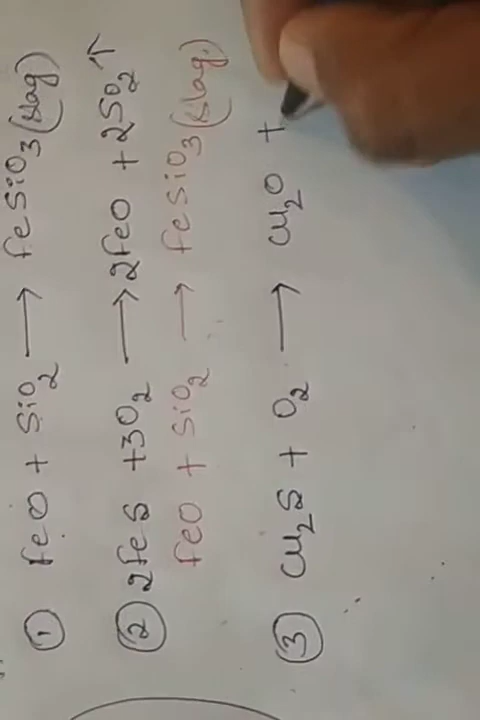 ① FeO + SiO₂ ⟶ FeSiO₃ (slag)
② 2FeS + 3O₂ ⟶ 2FeO + 2SO₂ ↑
FeO + SiO₂ ⟶ FeSiO₃ (slag)
③ Cu₂S + O₂ ⟶ Cu₂O +